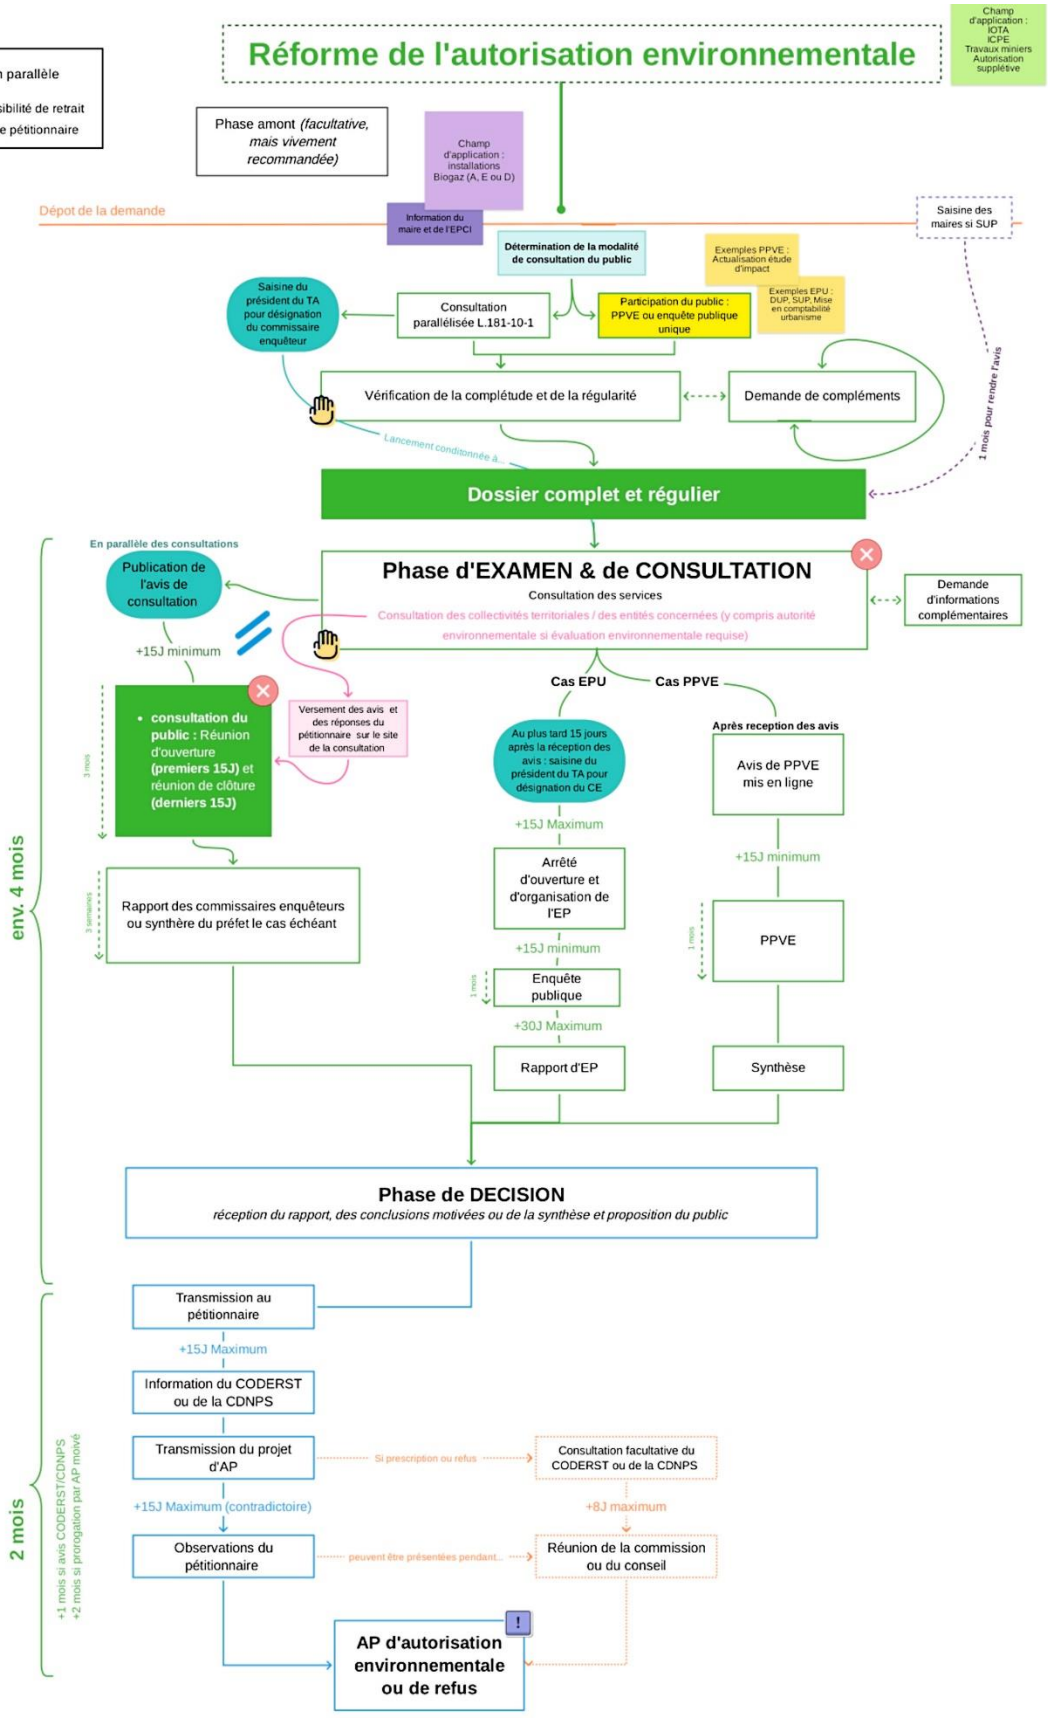 Réforme de l'autorisation environnementale
Champ
d'application :
IOTA
ICPE
Travaux miniers
Autorisation
supplétive
n parallèle
sibilité de retrait
e pétitionnaire
Phase amont (facultative,
mais vivement
recommandée)
Champ
d'application :
installations
Biogaz (A, E ou D)
Dépot de la demande
Information du
maire et de l'EPCI
Saisine des
maires si SUP
Détermination de la modalité
de consultation du public
Exemples PPVE :
Actualisation étude
d'impact
Exemples EPU :
DUP, SUP, Mise
en comptabilité
urbanisme
Saisine du
président du TA
pour désignation
du commissaire
enquêteur
Consultation
parallélisée L.181-10-1
Participation du public :
PPVE ou enquête publique
unique
1 mois pour rendre l'avis
Vérification de la complétude et de la régularité
Demande de compléments
Lancement conditonnée à...
Dossier complet et régulier
En parallèle des consultations
Publication de
l'avis de
consultation
Phase d'EXAMEN & de CONSULTATION
Consultation des services
Consultation des collectivités territoriales / des entités concernées (y compris autorité
environnementale si évaluation environnementale requise)
Demande
d'informations
complémentaires
+15J minimum
Cas EPU
Cas PPVE
• consultation du
public : Réunion
d'ouverture
(premiers 15J) et
réunion de clôture
(derniers 15J)
3 mois
Versement des avis et
des réponses du
pétitionnaire sur le site
de la consultation
Au plus tard 15 jours
après la réception des
avis : saisine du
président du TA pour
désignation du CE
Après reception des avis
Avis de PPVE
mis en ligne
+15J Maximum
+15J minimum
env. 4 mois
3 semaines
Rapport des commissaires enquêteurs
ou synthère du préfet le cas échéant
Arrêté
d'ouverture et
d'organisation de
l'EP
+15J minimum
1 mois
PPVE
1 mois
Enquête
publique
+30J Maximum
Rapport d'EP
Synthèse
Phase de DECISION
réception du rapport, des conclusions motivées ou de la synthèse et proposition du public
2 mois
+1 mois si avis CODERST/CDNPS
+2 mois si prorogation par AP moivé
Transmission au
pétitionnaire
+15J Maximum
Information du CODERST
ou de la CDNPS
Transmission du projet
d'AP
Si prescription ou refus
Consultation facultative du
CODERST ou de la CDNPS
+15J Maximum (contradictoire)
+8J maximum
Observations du
pétitionnaire
peuvent être présentées pendant...
Réunion de la commission
ou du conseil
!
AP d'autorisation
environnementale
ou de refus